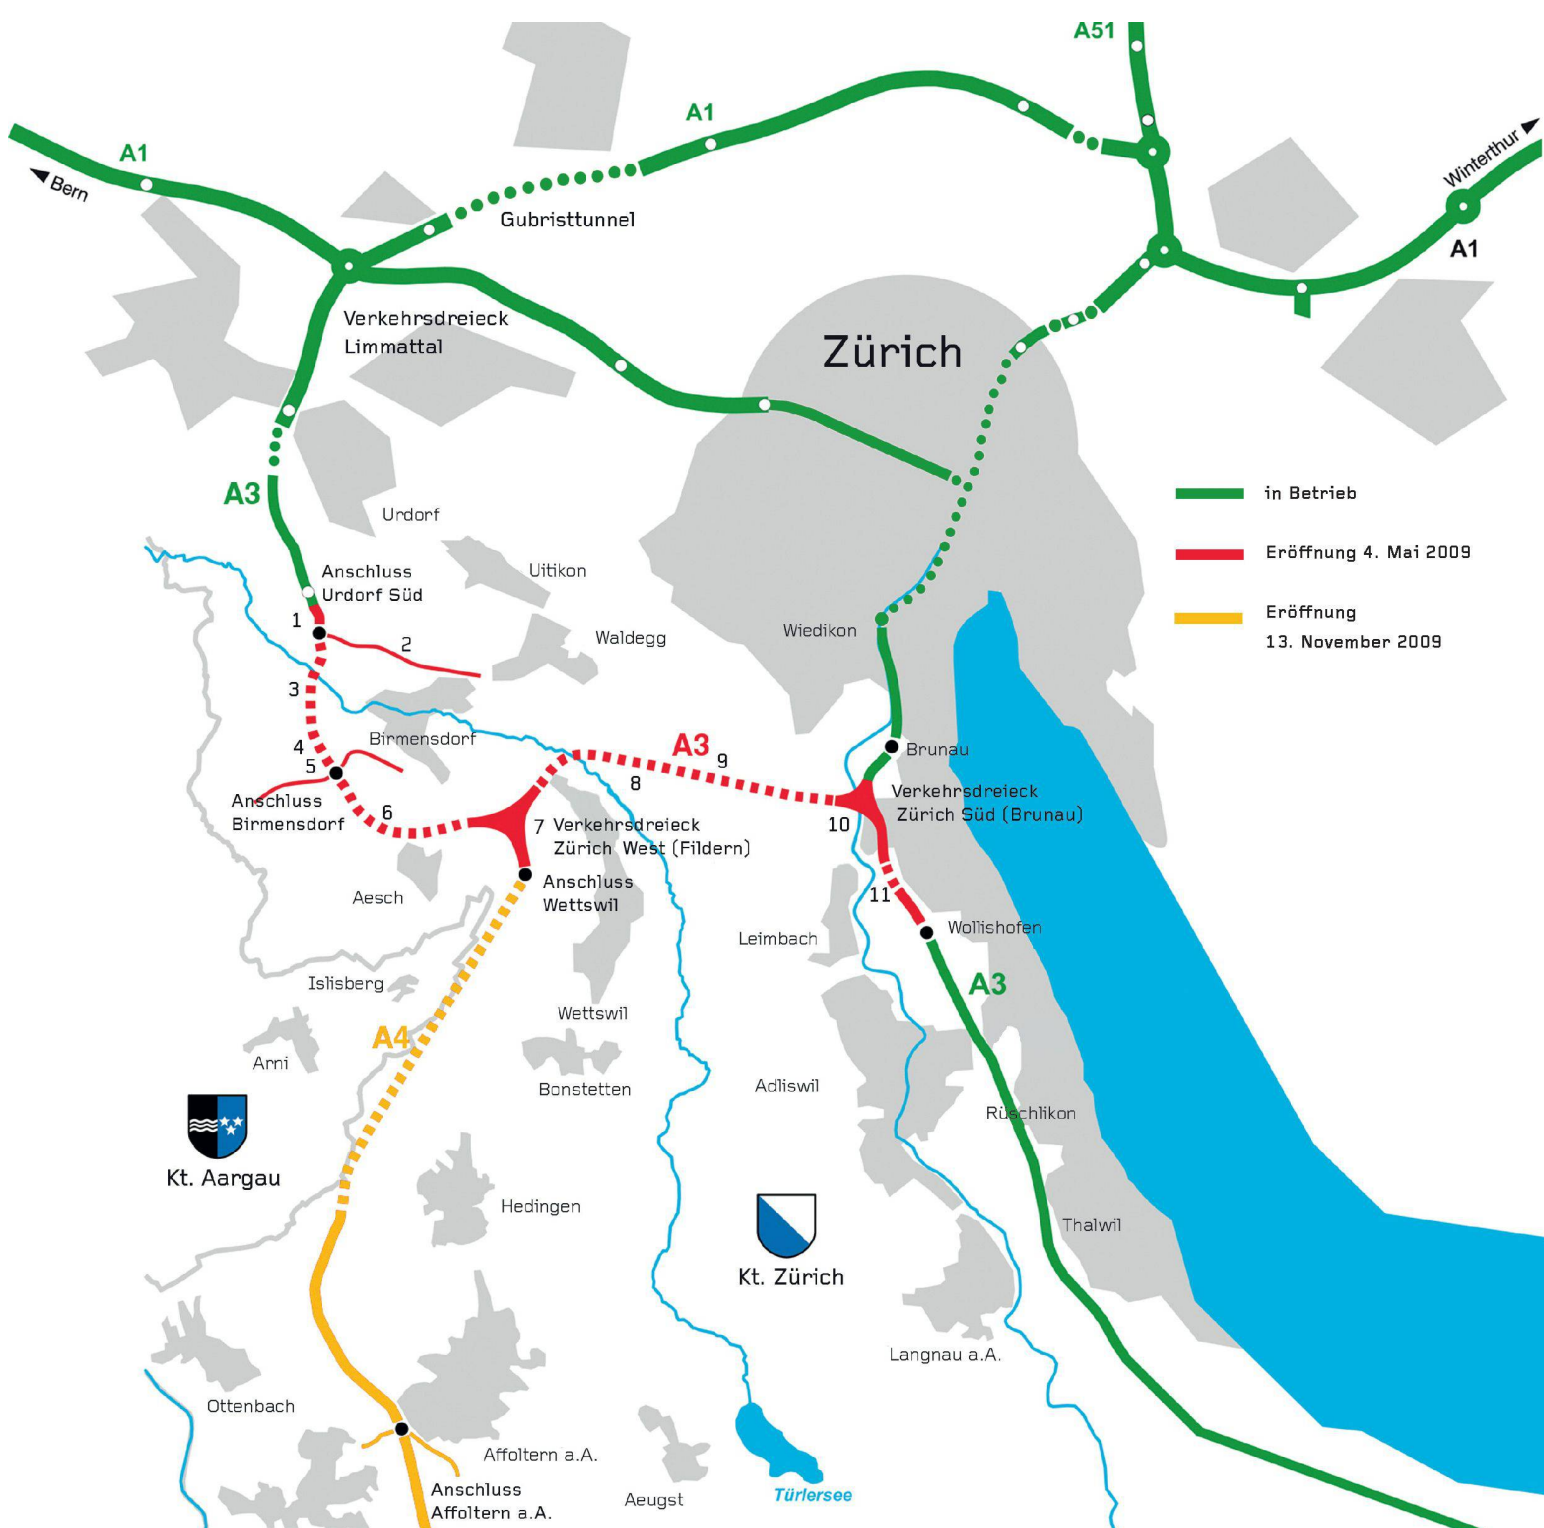 A51
A1
A1
Bern
Winterthur
Gubristtunnel
A1
Verkehrsdreieck
Limmattal
Zürich
A3
in Betrieb
Urdorf
Eröffnung 4. Mai 2009
Anschluss
Urdorf Süd
Uitikon
Eröffnung
13. November 2009
1
2
Waldegg
Wiedikon
3
4
5
Birmensdorf
A3
9
8
Brunau
Anschluss
Birmensdorf
6
7
Verkehrsdreieck
Zürich West (Fildern)
10
Verkehrsdreieck
Zürich Süd (Brunau)
Aesch
Anschluss
Wettswil
11
Leimbach
Wollishofen
Islisberg
A3
Wettswil
A4
Arni
Bonstetten
Adliswil
Rüschlikon
Kt. Aargau
Hedingen
Thalwil
Kt. Zürich
Langnau a.A.
Ottenbach
Affoltern a.A.
Anschluss
Affoltern a.A.
Aeugst
Türlersee